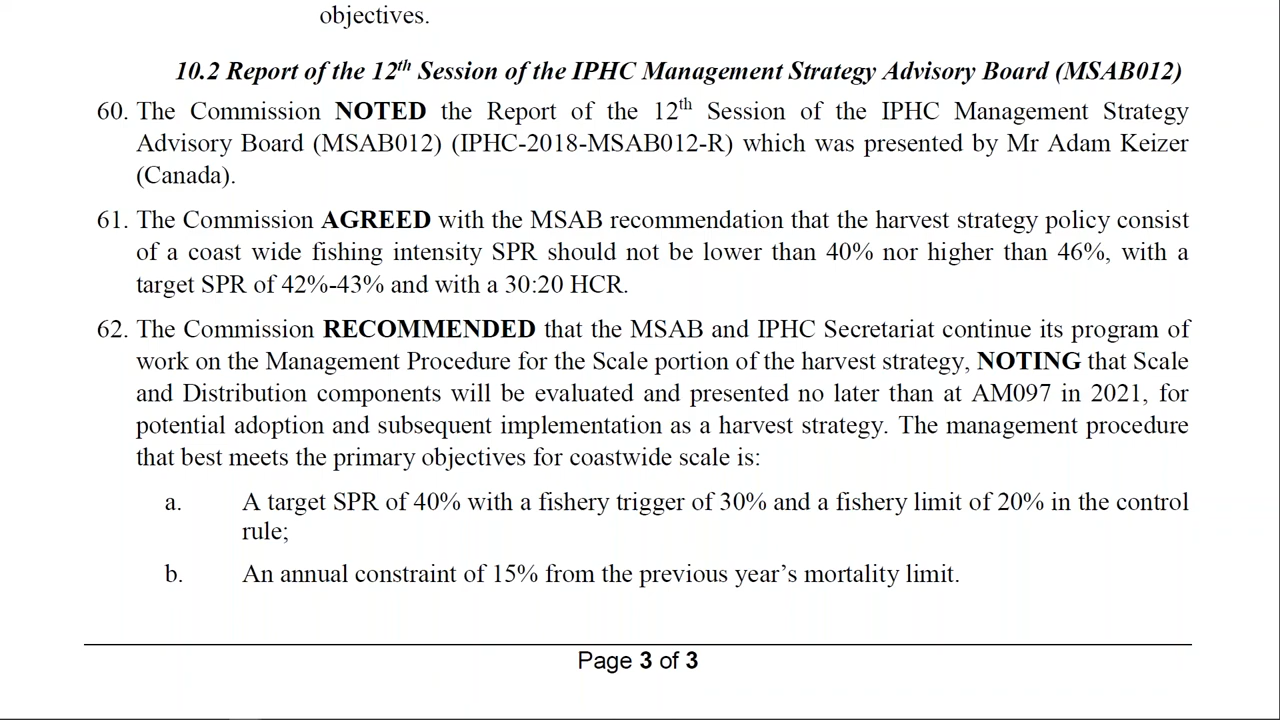 objectives.
10.2 Report of the 12th Session of the IPHC Management Strategy Advisory Board (MSAB012)
60. The Commission NOTED the Report of the 12th Session of the IPHC Management Strategy
Advisory Board (MSAB012) (IPHC-2018-MSAB012-R) which was presented by Mr Adam Keizer
(Canada).
61. The Commission AGREED with the MSAB recommendation that the harvest strategy policy consist
of a coast wide fishing intensity SPR should not be lower than 40% nor higher than 46%, with a
target SPR of 42%-43% and with a 30:20 HCR.
62. The Commission RECOMMENDED that the MSAB and IPHC Secretariat continue its program of
work on the Management Procedure for the Scale portion of the harvest strategy, NOTING that Scale
and Distribution components will be evaluated and presented no later than at AM097 in 2021, for
potential adoption and subsequent implementation as a harvest strategy. The management procedure
that best meets the primary objectives for coastwide scale is:
a. A target SPR of 40% with a fishery trigger of 30% and a fishery limit of 20% in the control
rule;
b. An annual constraint of 15% from the previous year’s mortality limit.
Page 3 of 3